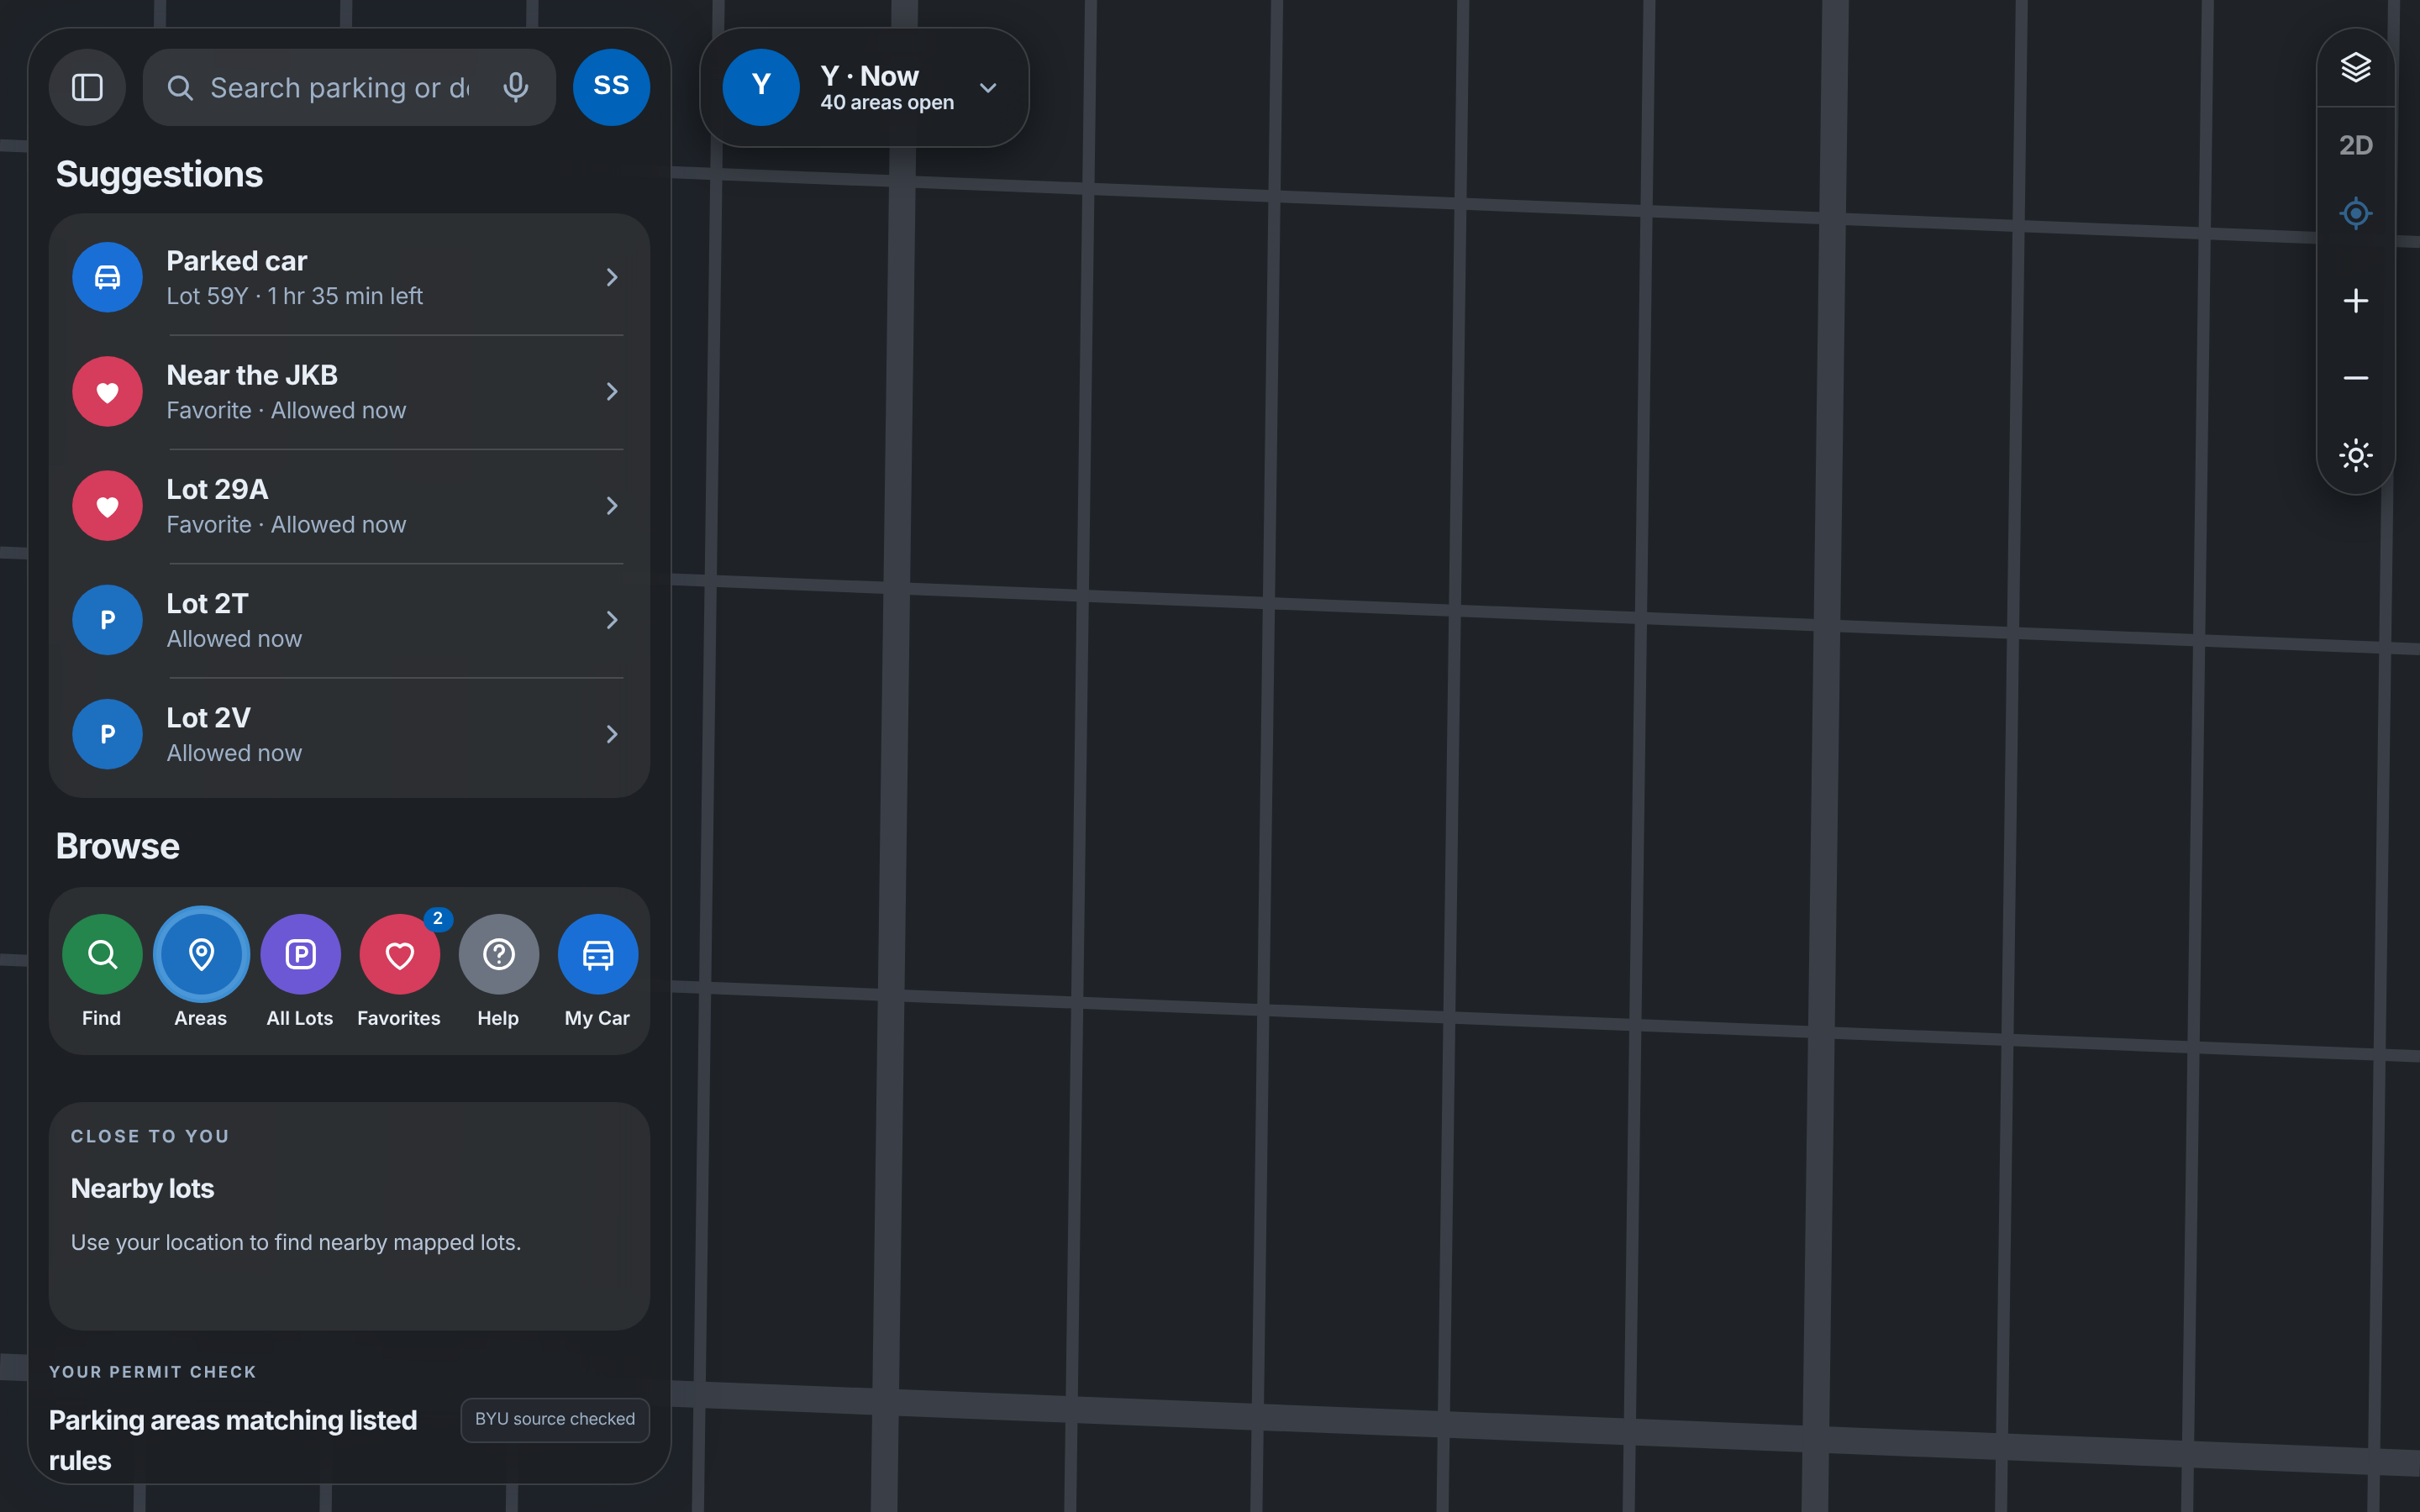 Search parking or de
SS
Y
Y · Now
40 areas open
2D
Suggestions
Parked car
Lot 59Y · 1 hr 35 min left
Near the JKB
Favorite · Allowed now
Lot 29A
Favorite · Allowed now
P
Lot 2T
Allowed now
P
Lot 2V
Allowed now
Browse
2
P
Find
Areas
All Lots
Favorites
Help
My Car
CLOSE TO YOU
Nearby lots
Use your location to find nearby mapped lots.
YOUR PERMIT CHECK
Parking areas matching listed
rules
BYU source checked